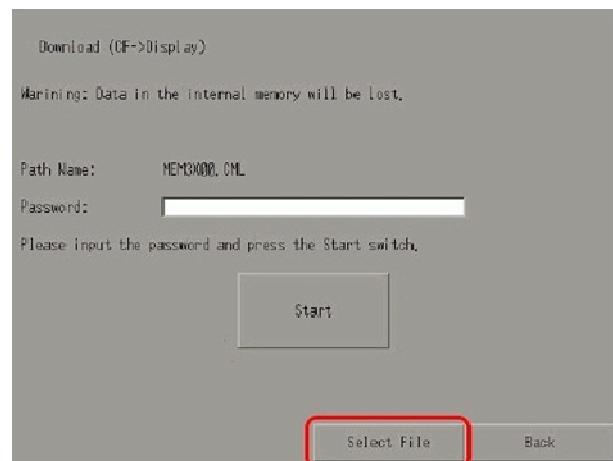 Download (CF->Display)
Warining: Data in the internal memory will be lost.
Path Name: MEM3X00.CML
Password:
Please input the password and press the Start switch.
Start
Select File Back